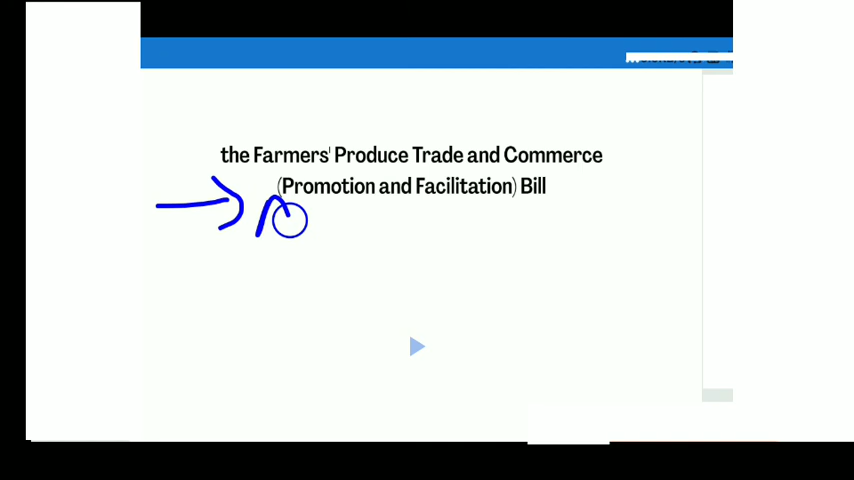 the Farmers' Produce Trade and Commerce
(Promotion and Facilitation) Bill